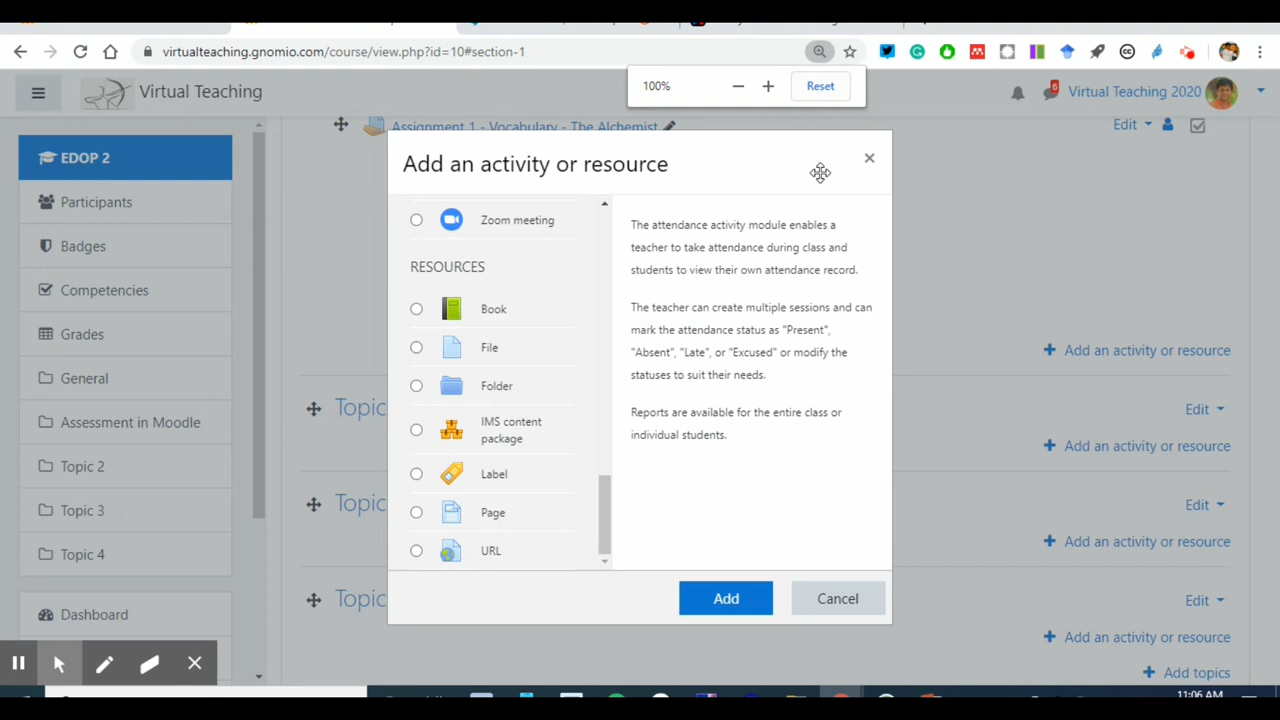 virtualteaching.gnomio.com/course/view.php?id=10#section-1
100%
Reset
Virtual Teaching
6
Virtual Teaching 2020
EDOP 2
Participants
Badges
Competencies
Grades
General
Assessment in Moodle
Topic 2
Topic 3
Topic 4
Dashboard
Assignment 1 - Vocabulary - The Alchemist
Edit
Add an activity or resource
Zoom meeting
RESOURCES
Book
File
Folder
IMS content
package
Label
Page
URL
The attendance activity module enables a
teacher to take attendance during class and
students to view their own attendance record.
The teacher can create multiple sessions and can
mark the attendance status as "Present",
"Absent", "Late", or "Excused" or modify the
statuses to suit their needs.
Reports are available for the entire class or
individual students.
Add
Cancel
Add an activity or resource
Topic
Edit
Add an activity or resource
Topic
Edit
Add an activity or resource
Topic
Edit
Add an activity or resource
Add topics
11:06 AM